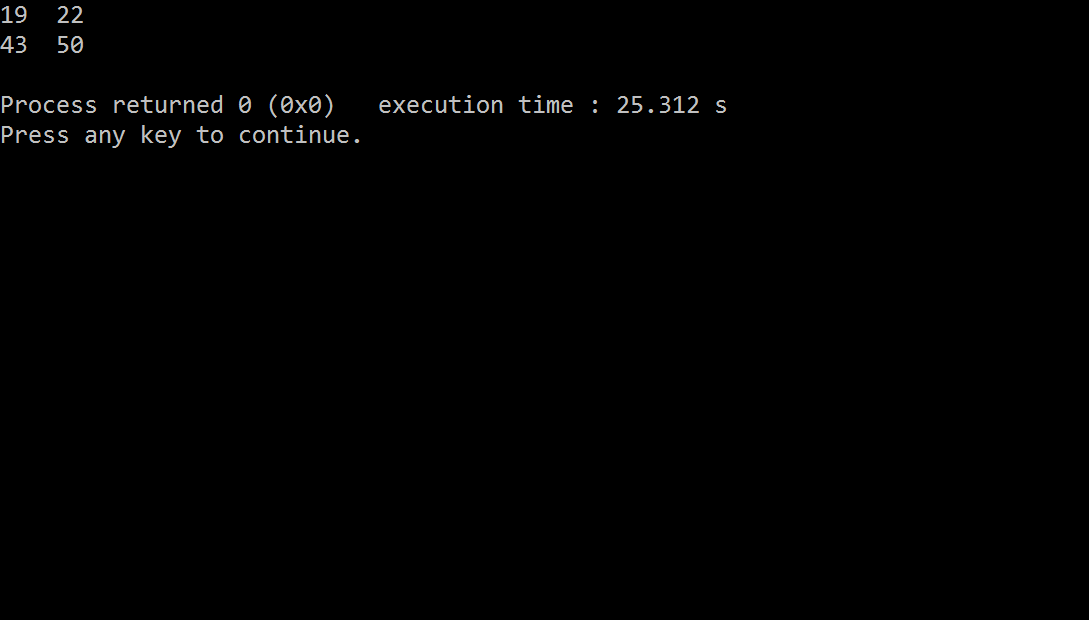 19  22
43  50
Process returned 0 (0x0)   execution time : 25.312 s
Press any key to continue.